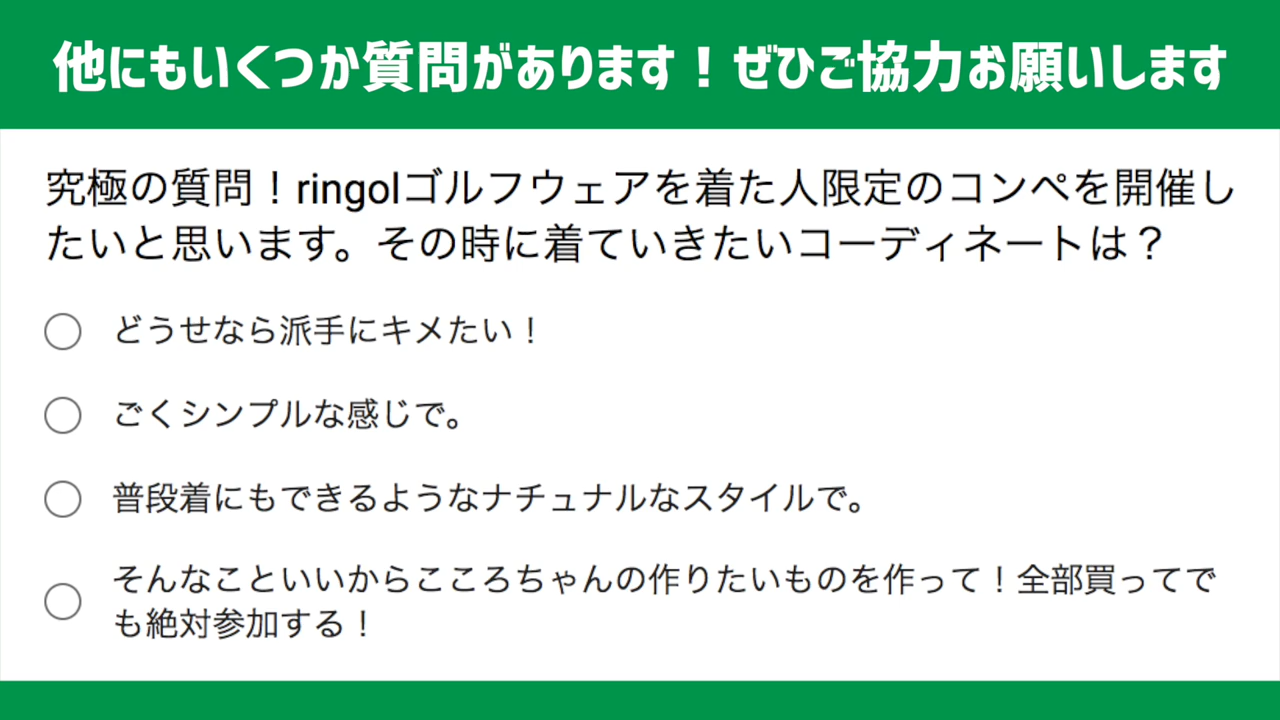 他にもいくつか質問があります！ぜひご協力お願いします
究極の質問！ringolゴルフウェアを着た人限定のコンペを開催し
たいと思います。その時に着ていきたいコーディネートは？
どうせなら派手にキメたい！
ごくシンプルな感じで。
普段着にもできるようなナチュナルなスタイルで。
そんなこといいからこころちゃんの作りたいものを作って！全部買ってで
も絶対参加する！